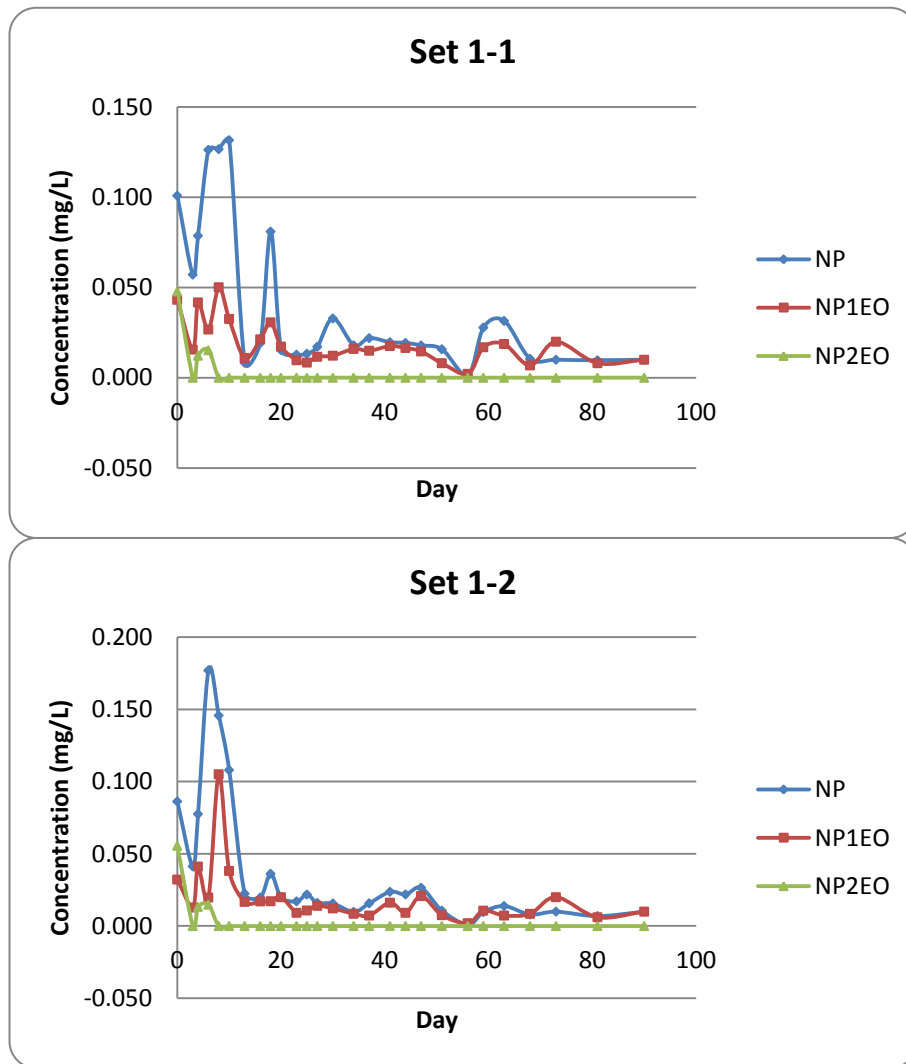 Set 1-1
0.150
0.100
0.050
0.000
-0.050
Concentration (mg/L)
0 20 40 60 80 100
Day
NP
NP1EO
NP2EO
Set 1-2
0.200
0.150
0.100
0.050
0.000
-0.050
Concentration (mg/L)
0 20 40 60 80 100
Day
NP
NP1EO
NP2EO